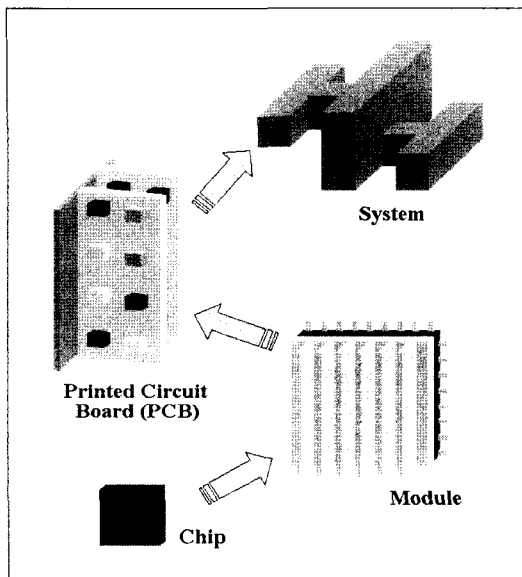 System
Printed Circuit
Board (PCB)
Module
Chip